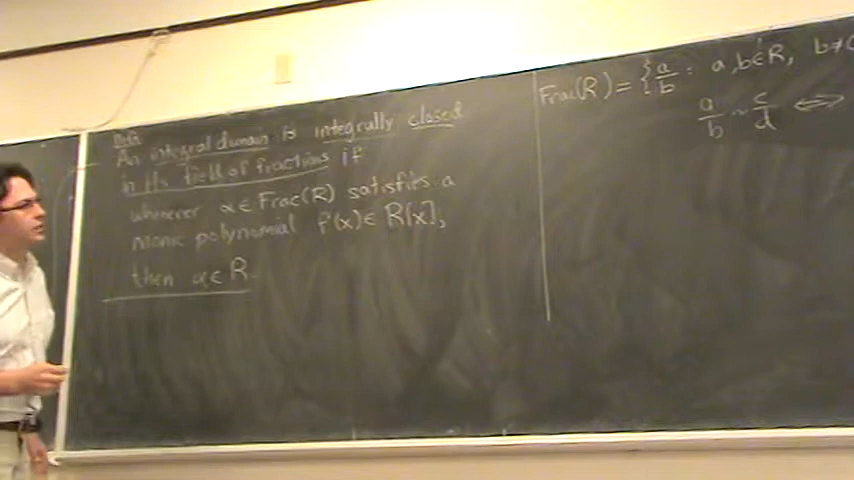 Defn
An integral domain is integrally closed
in its field of fractions if
whenever α ∈ Frac(R) satisfies a
monic polynomial f(x) ∈ R[x],
then α ∈ R.
Frac(R) = { a/b : a, b ∈ R, b ≠ 0
a/b ~ c/d ⟺